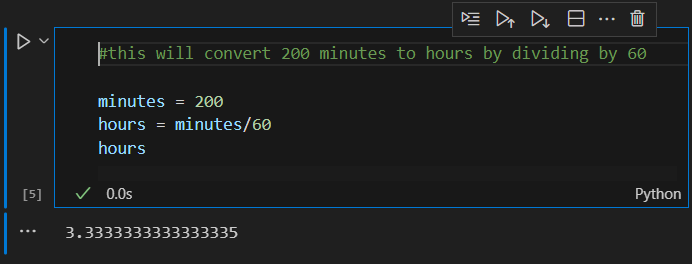 #this will convert 200 minutes to hours by dividing by 60
minutes = 200
hours = minutes/60
hours
[5]
0.0s
Python
3.3333333333333335